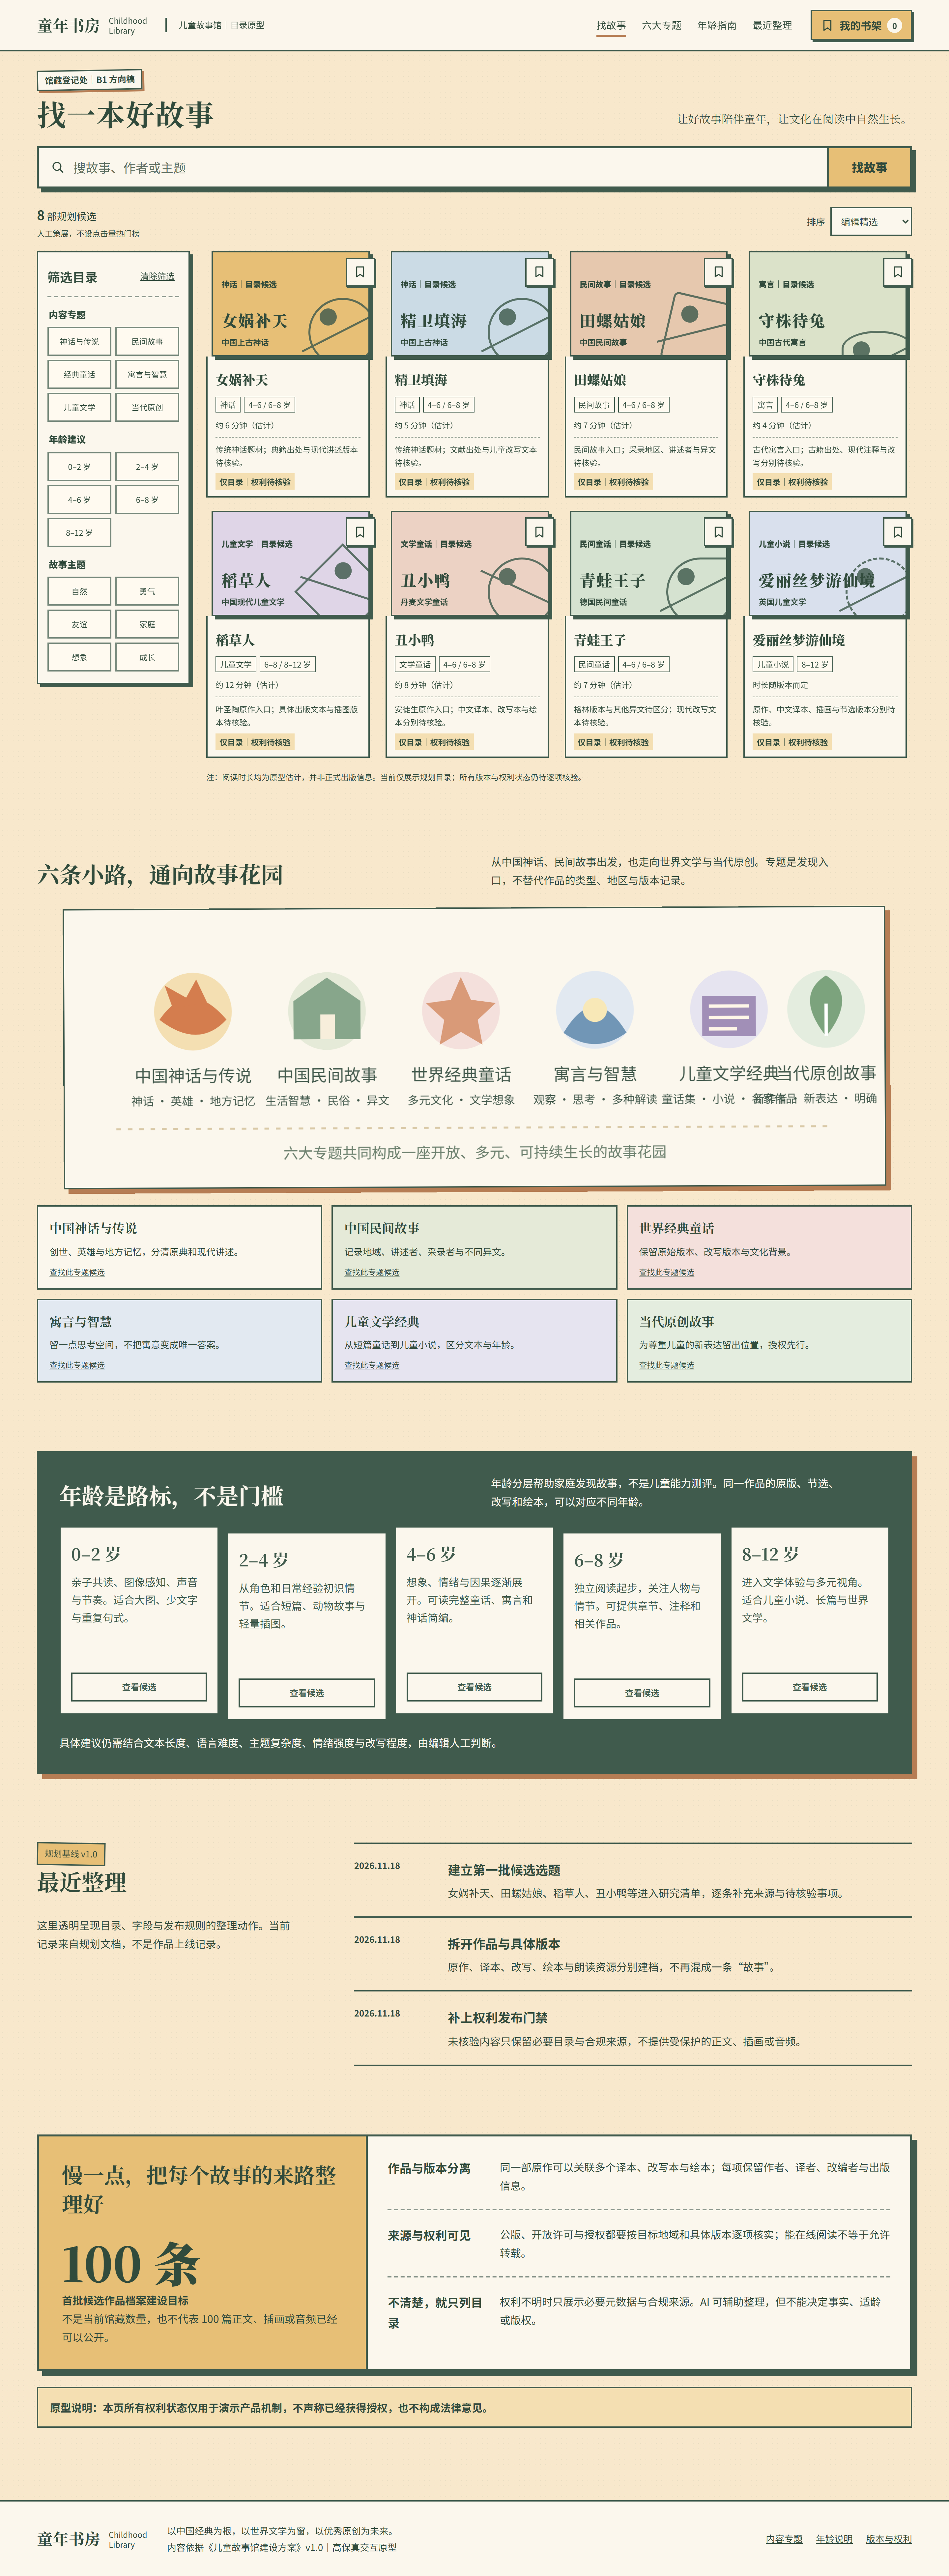 童年书房
Childhood
Library
儿童故事馆｜目录原型
找故事
六大专题
年龄指南
最近整理
我的书架
0
馆藏登记处｜B1 方向稿
找一本好故事
让好故事陪伴童年，让文化在阅读中自然生长。
搜故事、作者或主题
找故事
8 部规划候选
人工策展，不设点击量热门榜
排序
编辑精选
筛选目录
清除筛选
内容专题
神话与传说
民间故事
经典童话
寓言与智慧
儿童文学
当代原创
年龄建议
0–2 岁
2–4 岁
4–6 岁
6–8 岁
8–12 岁
故事主题
自然
勇气
友谊
家庭
想象
成长
神话｜目录候选
女娲补天
中国上古神话
女娲补天
神话
4–6 / 6–8 岁
约 6 分钟（估计）
传统神话题材；典籍出处与现代讲述版本
待核验。
仅目录｜权利待核验
神话｜目录候选
精卫填海
中国上古神话
精卫填海
神话
4–6 / 6–8 岁
约 5 分钟（估计）
传统神话题材；文献出处与儿童改写文本
待核验。
仅目录｜权利待核验
民间故事｜目录候选
田螺姑娘
中国民间故事
田螺姑娘
民间故事
4–6 / 6–8 岁
约 7 分钟（估计）
民间故事入口；采录地区、讲述者与异文
待核验。
仅目录｜权利待核验
寓言｜目录候选
守株待兔
中国古代寓言
守株待兔
寓言
4–6 / 6–8 岁
约 4 分钟（估计）
古代寓言入口；古籍出处、现代注释与改
写分别待核验。
仅目录｜权利待核验
儿童文学｜目录候选
稻草人
中国现代儿童文学
稻草人
儿童文学
6–8 / 8–12 岁
约 12 分钟（估计）
叶圣陶原作入口；具体出版文本与插图版
本待核验。
仅目录｜权利待核验
文学童话｜目录候选
丑小鸭
丹麦文学童话
丑小鸭
文学童话
4–6 / 6–8 岁
约 8 分钟（估计）
安徒生原作入口；中文译本、改写本与绘
本分别待核验。
仅目录｜权利待核验
民间童话｜目录候选
青蛙王子
德国民间童话
青蛙王子
民间童话
4–6 / 6–8 岁
约 7 分钟（估计）
格林版本与其他异文待区分；现代改写文
本待核验。
仅目录｜权利待核验
儿童小说｜目录候选
爱丽丝梦游仙境
英国儿童文学
爱丽丝梦游仙境
儿童小说
8–12 岁
时长随版本而定
原作、中文译本、插画与节选版本分别待
核验。
仅目录｜权利待核验
注：阅读时长均为原型估计，并非正式出版信息。当前仅展示规划目录；所有版本与权利状态仍待逐项核验。
六条小路，通向故事花园
从中国神话、民间故事出发，也走向世界文学与当代原创。专题是发现入
口，不替代作品的类型、地区与版本记录。
中国神话与传说
神话 · 英雄 · 地方记忆
中国民间故事
生活智慧 · 民俗 · 异文
世界经典童话
多元文化 · 文学想象
寓言与智慧
观察 · 思考 · 多种解读
儿童文学经典
童话集 · 小说 ·
当代原创故事
新表达 · 明确
六大专题共同构成一座开放、多元、可持续生长的故事花园
中国神话与传说
创世、英雄与地方记忆，分清原典和现代讲述。
查找此专题候选
中国民间故事
记录地域、讲述者、采录者与不同异文。
查找此专题候选
世界经典童话
保留原始版本、改写版本与文化背景。
查找此专题候选
寓言与智慧
留一点思考空间，不把寓意变成唯一答案。
查找此专题候选
儿童文学经典
从短篇童话到儿童小说，区分文本与年龄。
查找此专题候选
当代原创故事
为尊重儿童的新表达留出位置，授权先行。
查找此专题候选
年龄是路标，不是门槛
年龄分层帮助家庭发现故事，不是儿童能力测评。同一作品的原版、节选、
改写和绘本，可以对应不同年龄。
0–2 岁
亲子共读、图像感知、声音
与节奏。适合大图、少文字
与重复句式。
查看候选
2–4 岁
从角色和日常经验初识情
节。适合短篇、动物故事与
轻量插图。
查看候选
4–6 岁
想象、情绪与因果逐渐展
开。可读完整童话、寓言和
神话简编。
查看候选
6–8 岁
独立阅读起步，关注人物与
情节。可提供章节、注释和
相关作品。
查看候选
8–12 岁
进入文学体验与多元视角。
适合儿童小说、长篇与世界
文学。
查看候选
具体建议仍需结合文本长度、语言难度、主题复杂度、情绪强度与改写程度，由编辑人工判断。
规划基线 v1.0
最近整理
这里透明呈现目录、字段与发布规则的整理动作。当前
记录来自规划文档，不是作品上线记录。
2026.11.18
建立第一批候选选题
女娲补天、田螺姑娘、稻草人、丑小鸭等进入研究清单，逐条补充来源与待核验事项。
2026.11.18
拆开作品与具体版本
原作、译本、改写、绘本与朗读资源分别建档，不再混成一条“故事”。
2026.11.18
补上权利发布门禁
未核验内容只保留必要目录与合规来源，不提供受保护的正文、插画或音频。
慢一点，把每个故事的来路整
理好
100 条
首批候选作品档案建设目标
不是当前馆藏数量，也不代表 100 篇正文、插画或音频已经
可以公开。
作品与版本分离
同一部原作可以关联多个译本、改写本与绘本；每项保留作者、译者、改编者与出版
信息。
来源与权利可见
公版、开放许可与授权都要按目标地域和具体版本逐项核实；能在线阅读不等于允许
转载。
不清楚，就只列目
录
权利不明时只展示必要元数据与合规来源。AI 可辅助整理，但不能决定事实、适龄
或版权。
原型说明：本页所有权利状态仅用于演示产品机制，不声称已经获得授权，也不构成法律意见。
童年书房
Childhood
Library
以中国经典为根，以世界文学为窗，以优秀原创为未来。
内容依据《儿童故事馆建设方案》v1.0｜高保真交互原型
内容专题
年龄说明
版本与权利